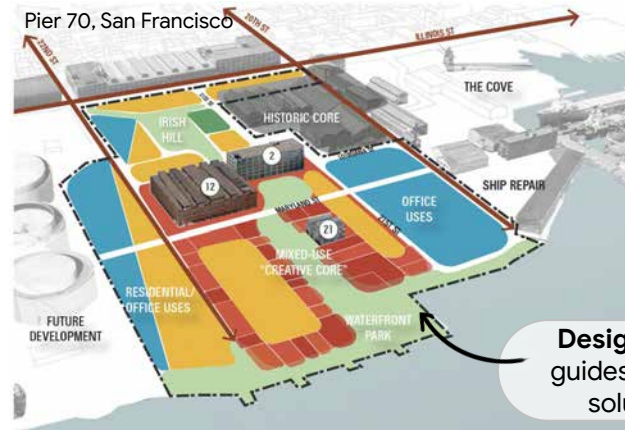 Pier 70, San Francisco
20TH ST
ILLINOIS ST
22ND ST
THE COVE
IRISH
HILL
HISTORIC CORE
2
12
SHIP REPAIR
MARYLAND ST
OFFICE
USES
21ST ST
21
MIXED-USE
"CREATIVE CORE"
RESIDENTIAL/
OFFICE USES
FUTURE
DEVELOPMENT
WATERFRONT
PARK
Desig
guides
solu